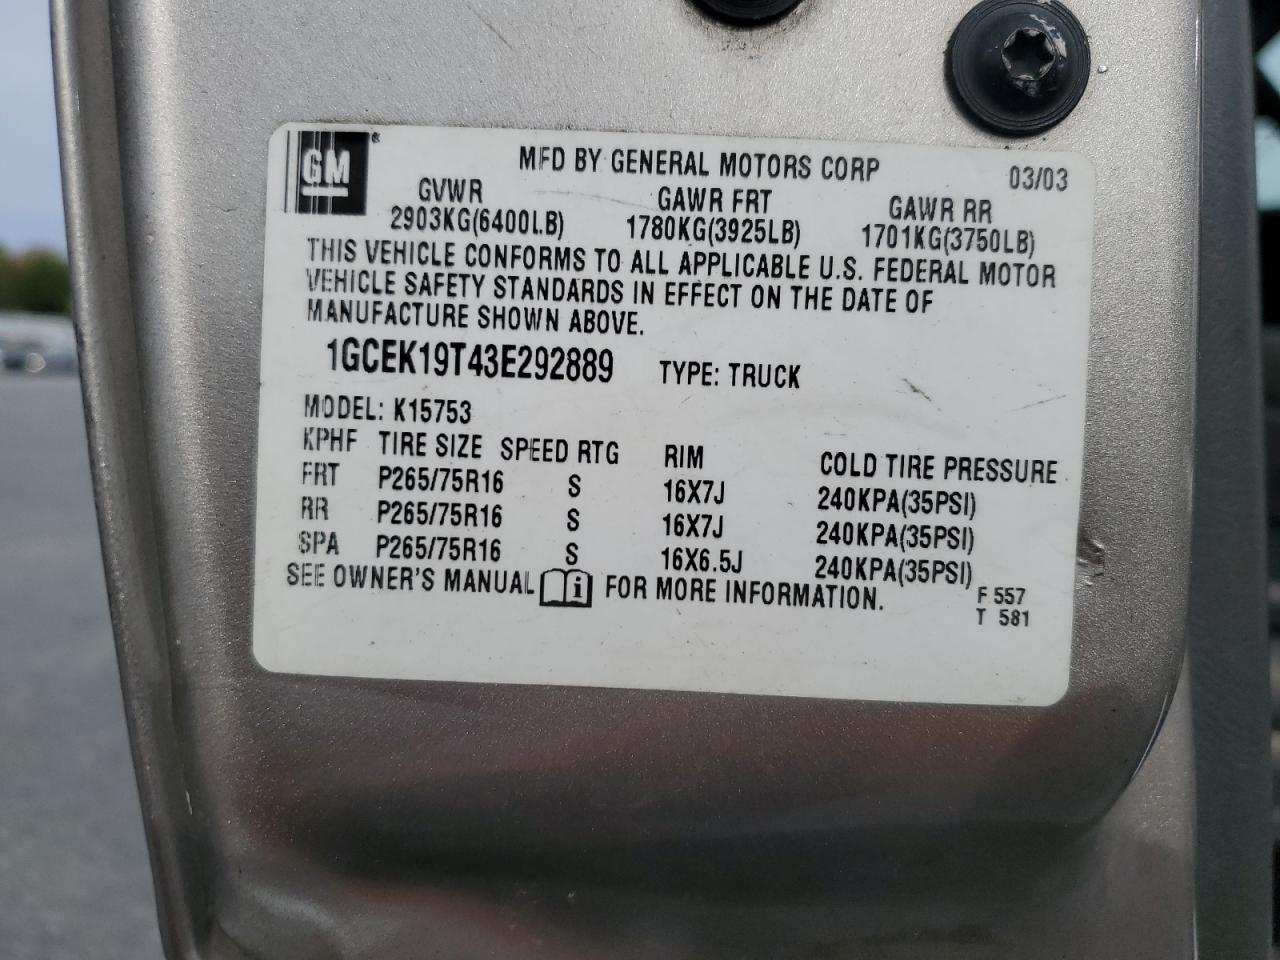 GM ®
MFD BY GENERAL MOTORS CORP 03/03
GVWR GAWR FRT GAWR RR
2903KG(6400LB) 1780KG(3925LB) 1701KG(3750LB)
THIS VEHICLE CONFORMS TO ALL APPLICABLE U.S. FEDERAL MOTOR
VEHICLE SAFETY STANDARDS IN EFFECT ON THE DATE OF
MANUFACTURE SHOWN ABOVE.
1GCEK19T43E292889 TYPE: TRUCK
MODEL: K15753
KPHF TIRE SIZE SPEED RTG RIM COLD TIRE PRESSURE
FRT P265/75R16 S 16X7J 240KPA(35PSI)
RR P265/75R16 S 16X7J 240KPA(35PSI)
SPA P265/75R16 S 16X6.5J 240KPA(35PSI)
SEE OWNER'S MANUAL i FOR MORE INFORMATION.
F 557
T 581